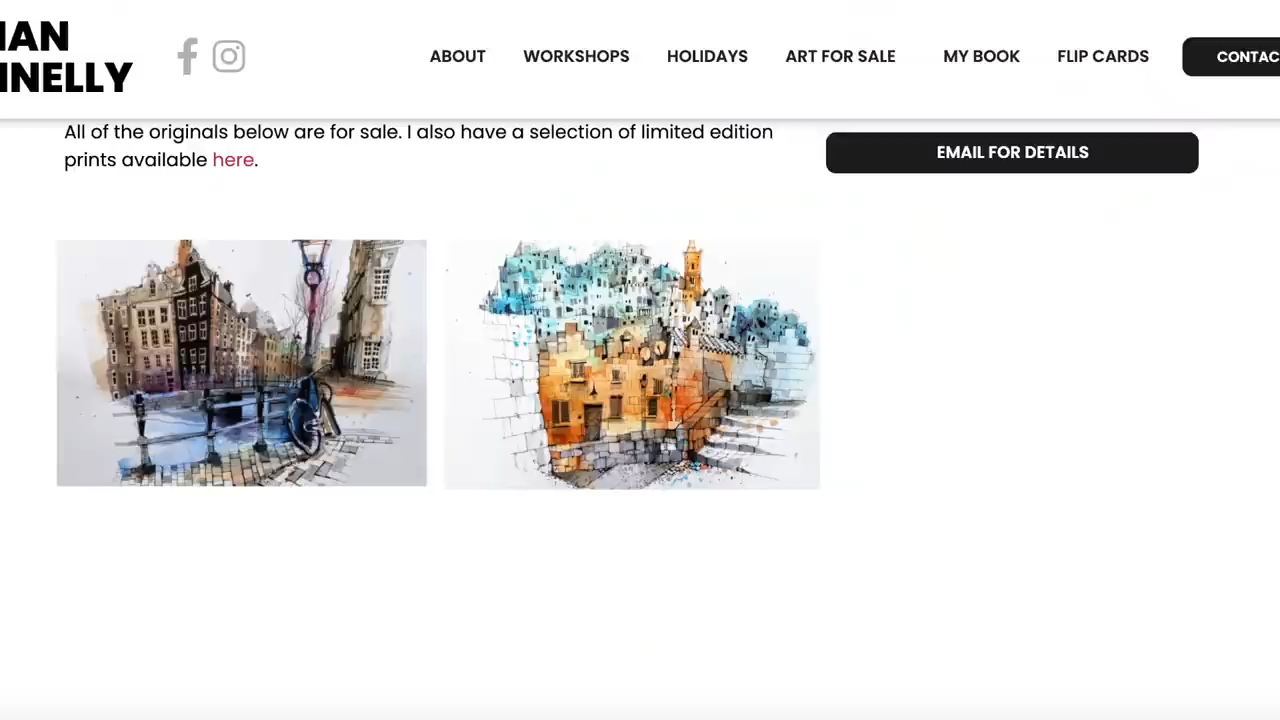 IAN
NNELLY
ABOUT WORKSHOPS HOLIDAYS ART FOR SALE MY BOOK FLIP CARDS CONTAC
All of the originals below are for sale. I also have a selection of limited edition
prints available here.
EMAIL FOR DETAILS